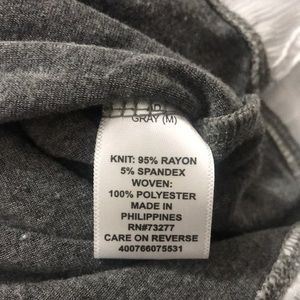 GRAY (M)
KNIT: 95% RAYON
5% SPANDEX
WOVEN:
100% POLYESTER
MADE IN
PHILIPPINES
RN#73277
CARE ON REVERSE
400766075531